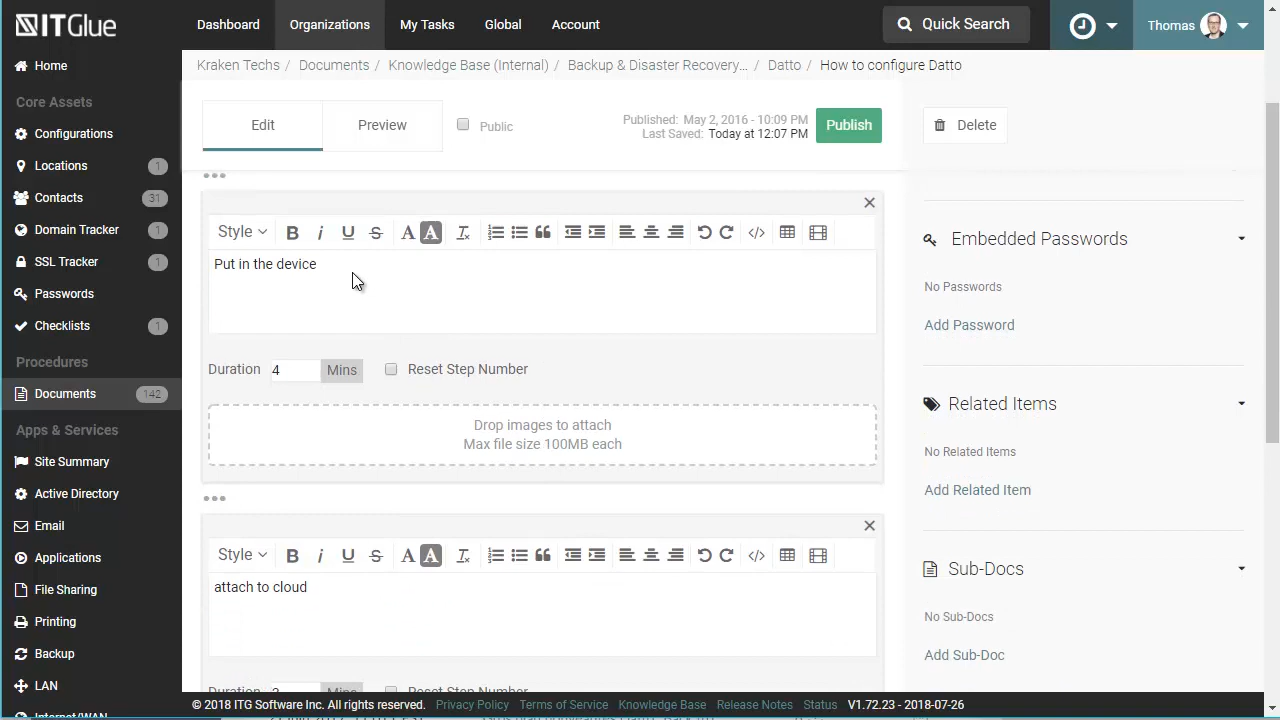 ITGlue
Dashboard
Organizations
My Tasks
Global
Account
Quick Search
Thomas
Home
Core Assets
Configurations
Locations 1
Contacts 31
Domain Tracker 1
SSL Tracker 1
Passwords
Checklists 1
Procedures
Documents 142
Apps & Services
Site Summary
Active Directory
Email
Applications
File Sharing
Printing
Backup
LAN
Internet/WAN
Kraken Techs / Documents / Knowledge Base (Internal) / Backup & Disaster Recovery... / Datto / How to configure Datto
Edit
Preview
Public
Published: May 2, 2016 - 10:09 PM
Last Saved: Today at 12:07 PM
Publish
Delete
Style
Put in the device
Duration 4 Mins Reset Step Number
Drop images to attach
Max file size 100MB each
Style
attach to cloud
Duration Mins Reset Step Number
Embedded Passwords
No Passwords
Add Password
Related Items
No Related Items
Add Related Item
Sub-Docs
No Sub-Docs
Add Sub-Doc
© 2018 ITG Software Inc. All rights reserved. Privacy Policy Terms of Service Knowledge Base Release Notes Status V1.72.23 - 2018-07-26